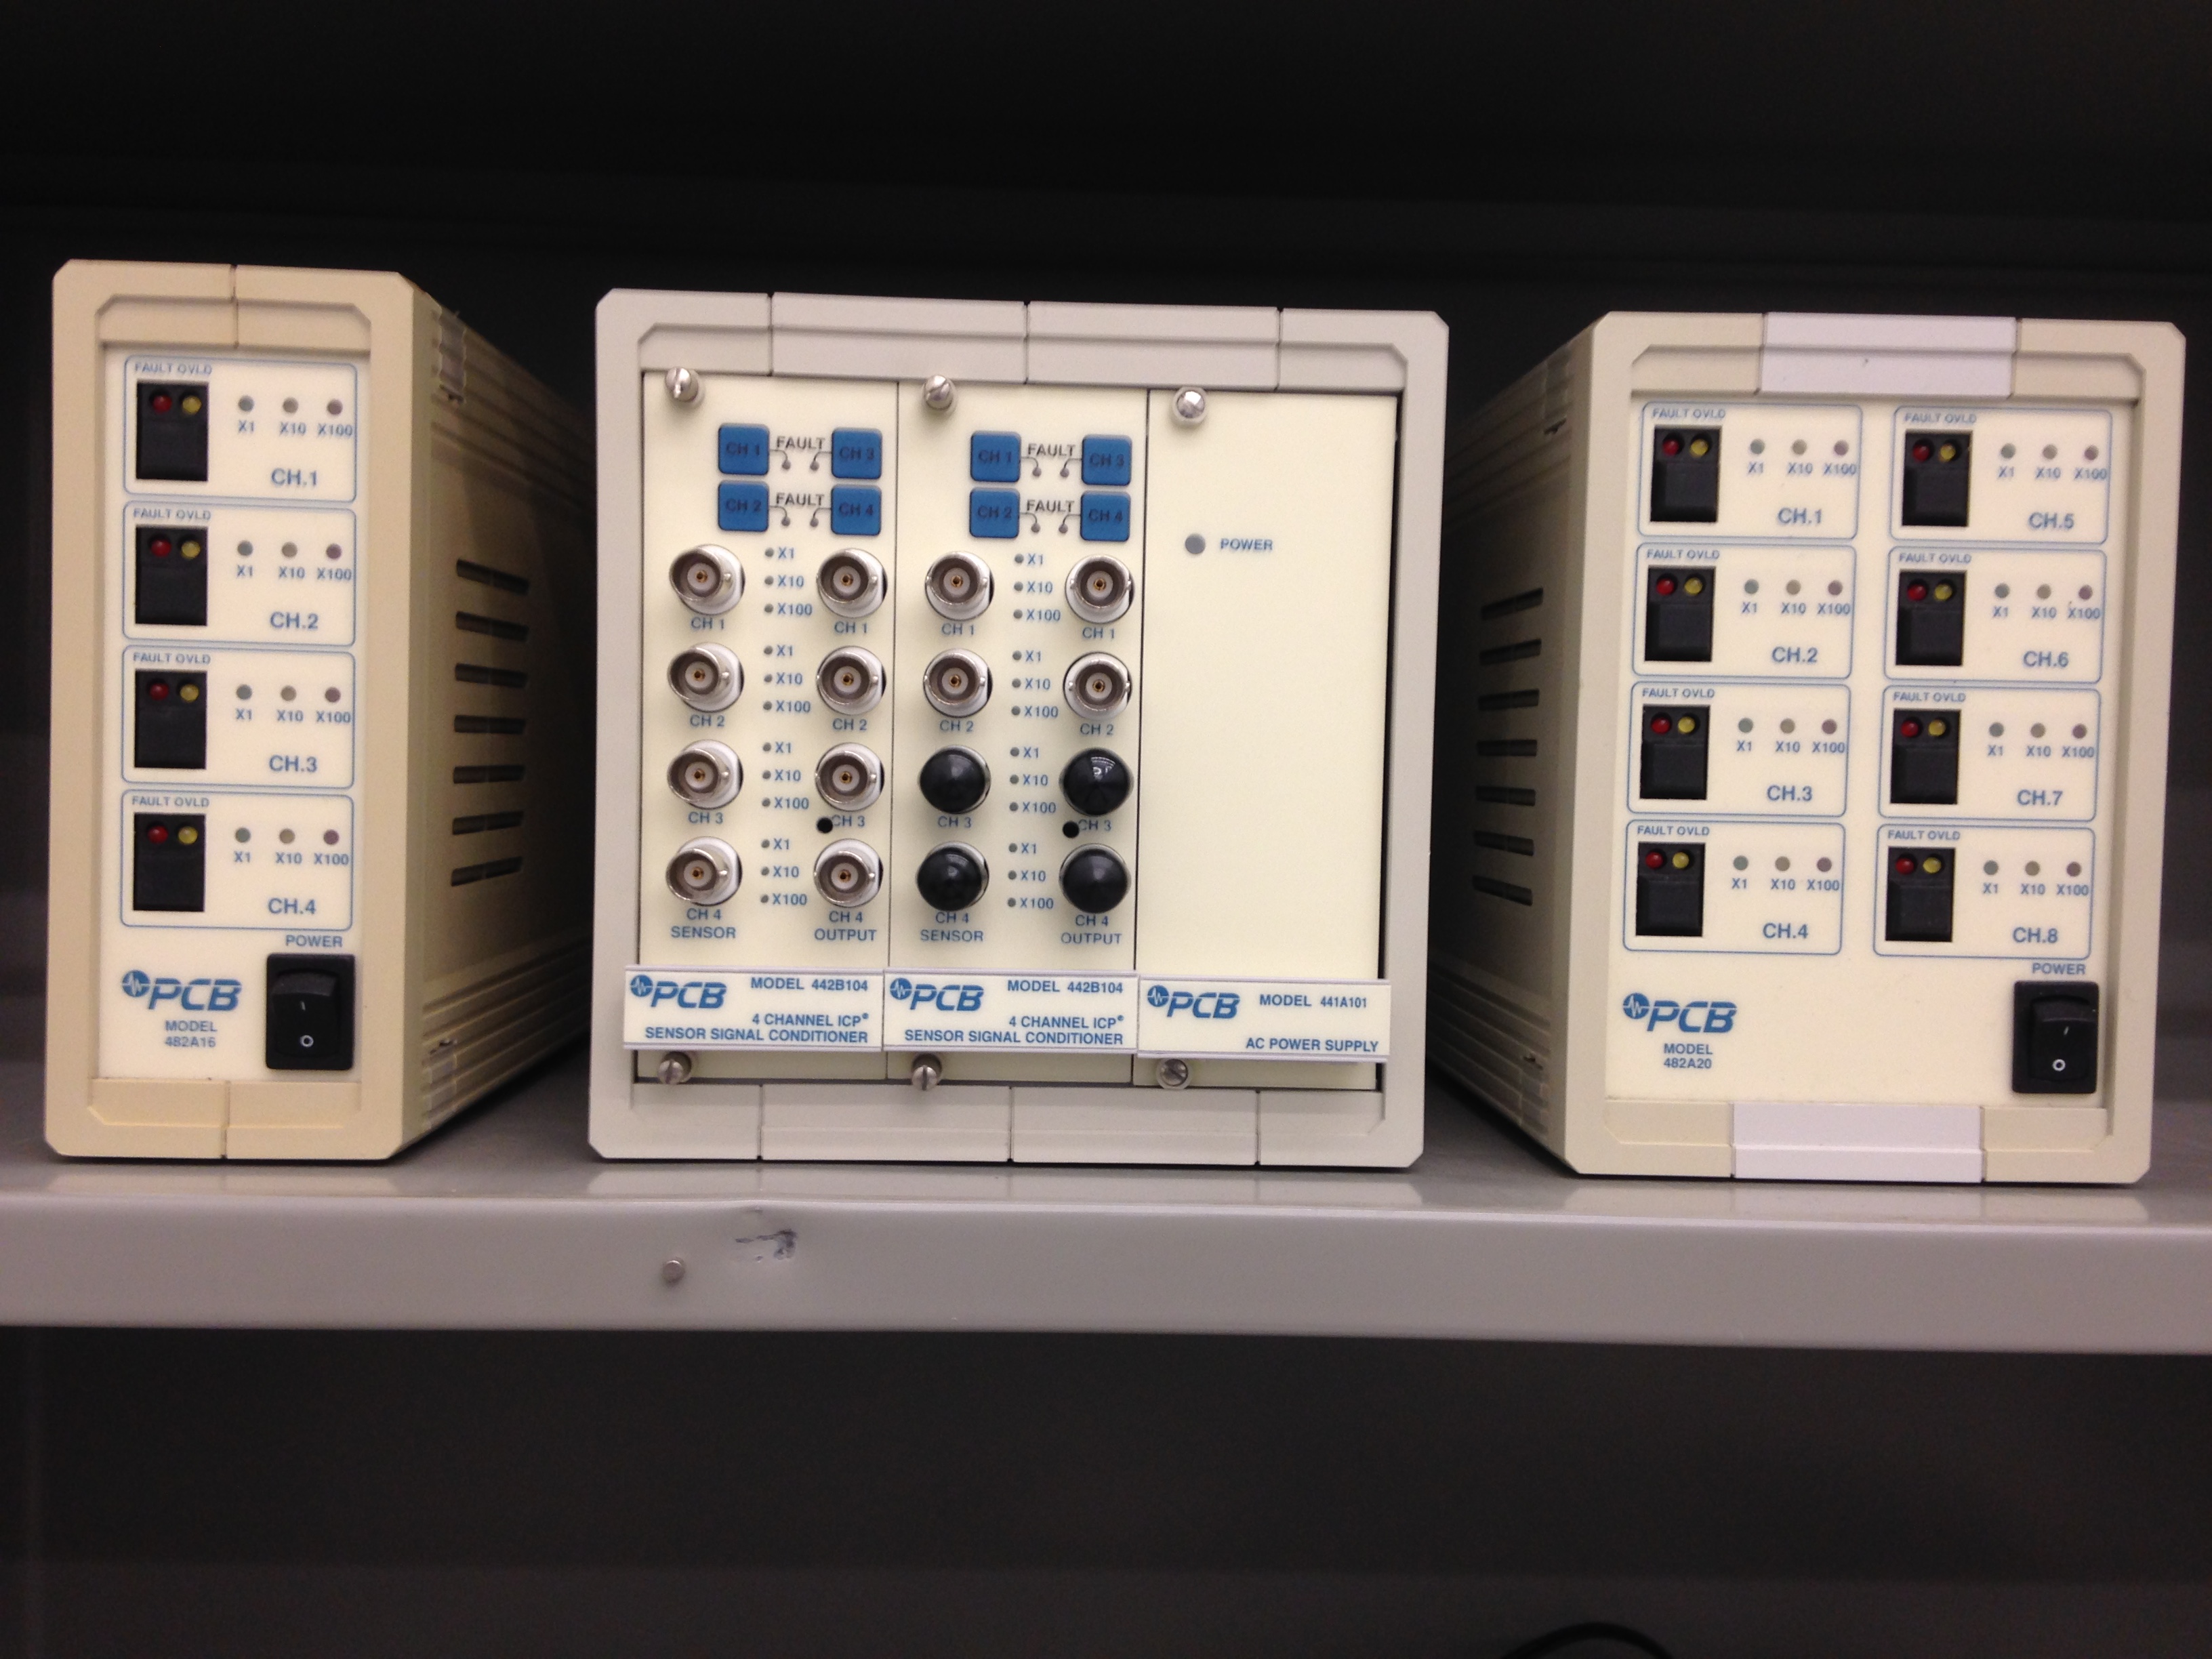 FAULT OVLD
X1 X10 X100
CH.1
FAULT OVLD
X1 X10 X100
CH.2
FAULT OVLD
X1 X10 X100
CH.3
FAULT OVLD
X1 X10 X100
CH.4
POWER
PCB
MODEL
482A16
I
O
CH 1 FAULT CH 3
CH 2 FAULT CH 4
X1
X10
X100
CH 1 CH 1
X1
X10
X100
CH 2 CH 2
X1
X10
X100
CH 3 CH 3
X1
X10
X100
CH 4 CH 4
SENSOR OUTPUT
PCB MODEL 442B104
4 CHANNEL ICP®
SENSOR SIGNAL CONDITIONER
CH 1 FAULT CH 3
CH 2 FAULT CH 4
X1
X10
X100
CH 1 CH 1
X1
X10
X100
CH 2 CH 2
X1
X10
X100
CH 3 CH 3
X1
X10
X100
CH 4 CH 4
SENSOR OUTPUT
PCB MODEL 442B104
4 CHANNEL ICP®
SENSOR SIGNAL CONDITIONER
POWER
PCB MODEL 441A101
AC POWER SUPPLY
FAULT OVLD
X1 X10 X100
CH.1
FAULT OVLD
X1 X10 X100
CH.2
FAULT OVLD
X1 X10 X100
CH.3
FAULT OVLD
X1 X10 X100
CH.4
FAULT OVLD
X1 X10 X100
CH.5
FAULT OVLD
X1 X10 X100
CH.6
FAULT OVLD
X1 X10 X100
CH.7
FAULT OVLD
X1 X10 X100
CH.8
POWER
PCB
MODEL
482A20
I
O